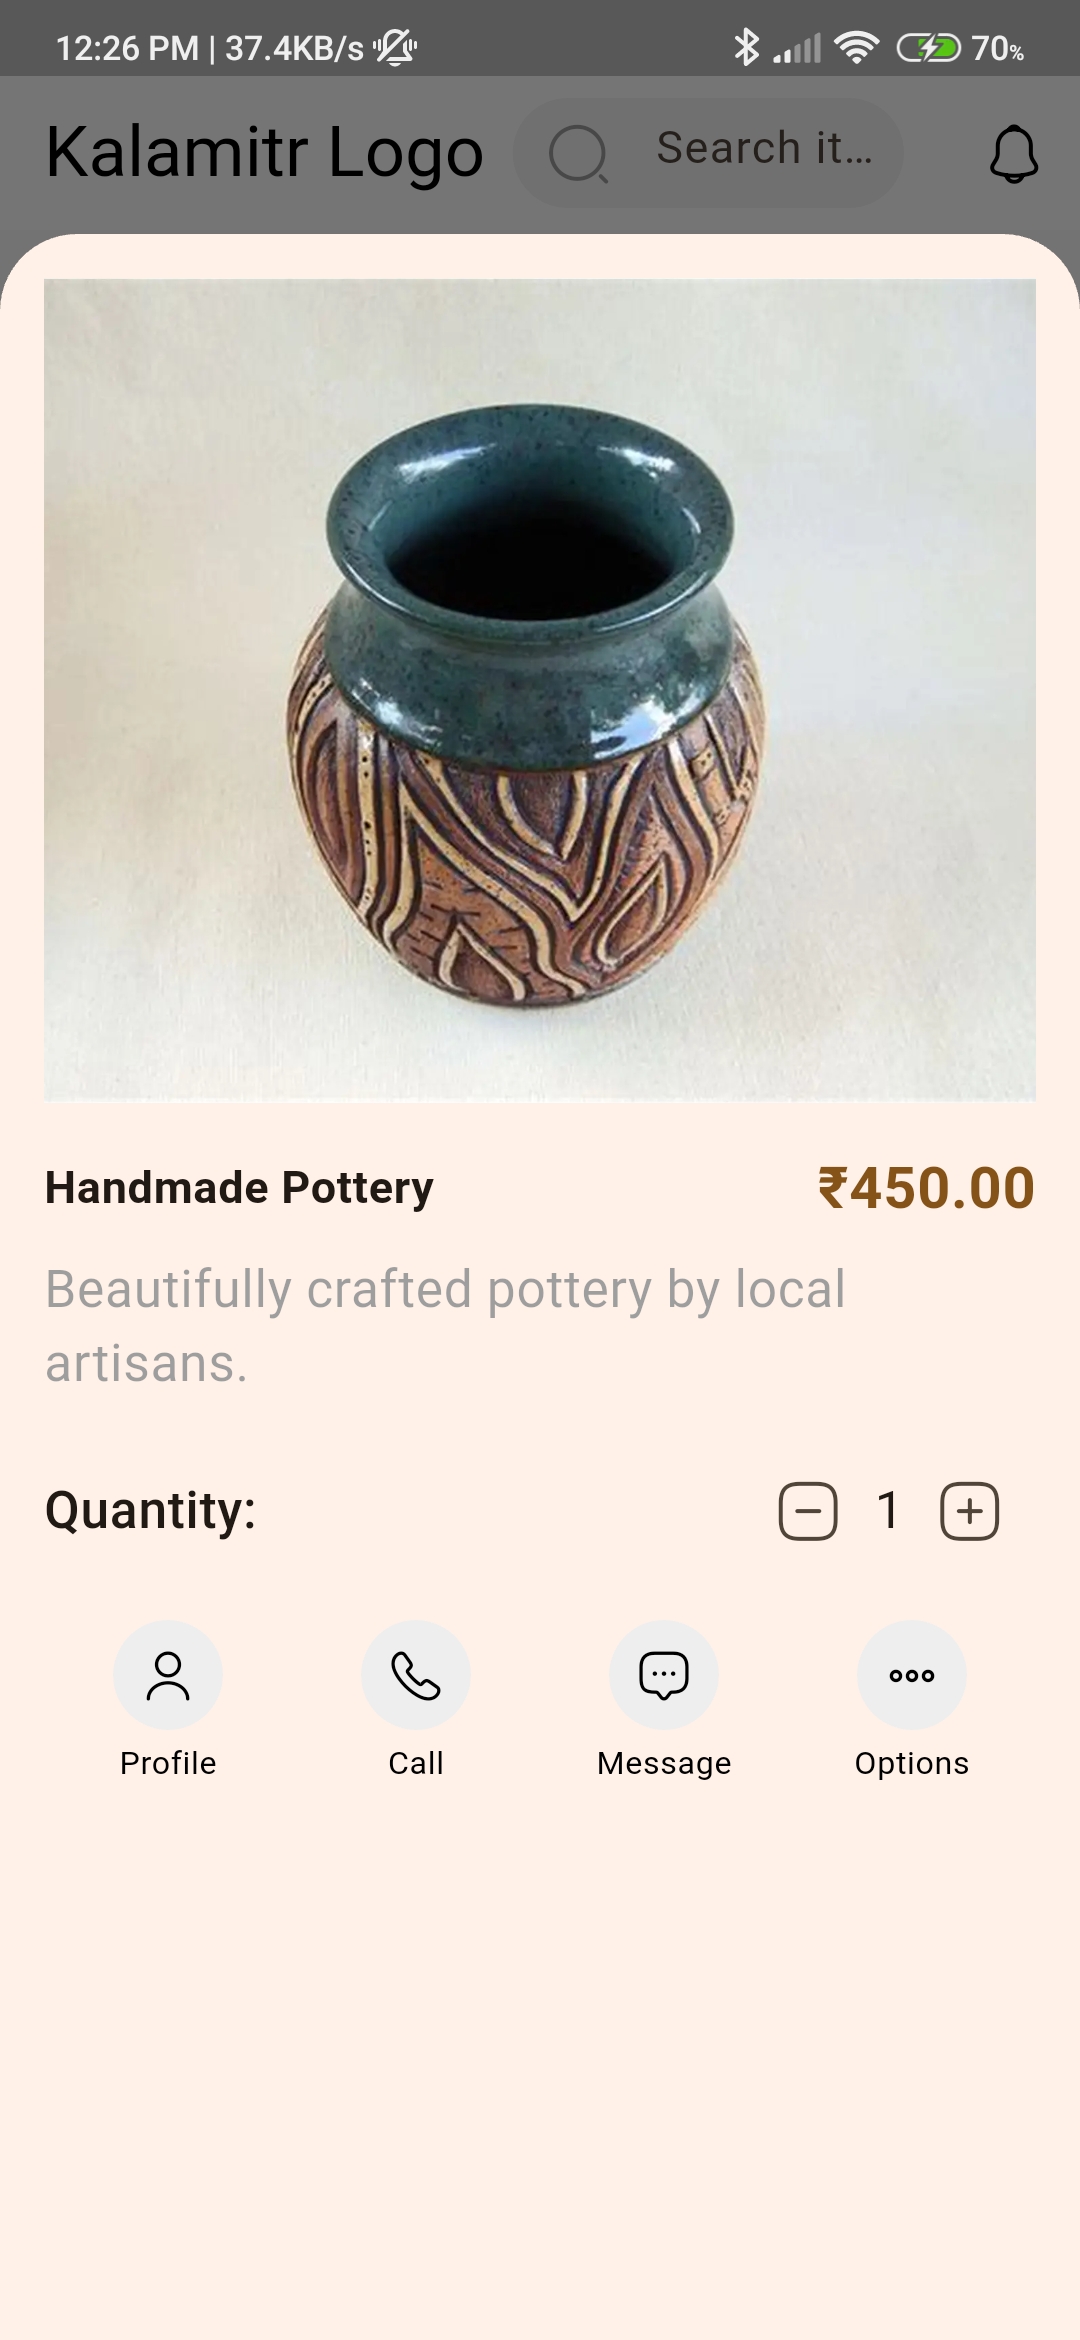 12:26 PM | 37.4KB/s 70%
Kalamitr Logo Search it...
Handmade Pottery ₹450.00
Beautifully crafted pottery by local
artisans.
Quantity: 1
Profile Call Message Options